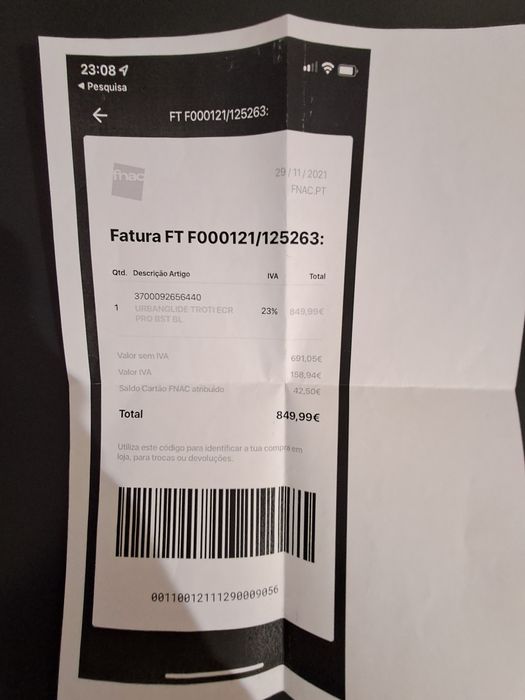 23:08
◀ Pesquisa
← FT F000121/125263:
fnac
29/11/2021
FNAC.PT
Fatura FT F000121/125263:
Qtd. Descrição Artigo IVA Total
3700092656440
1 URBANGLIDE TROTI ECR 23% 849,99€
PRO BST BL
Valor sem IVA 691,05€
Valor IVA 158,94€
Saldo Cartão FNAC atribuído 42,50€
Total 849,99€
Utiliza este código para identificar a tua compra em
loja, para trocas ou devoluções.
00110012111290009056